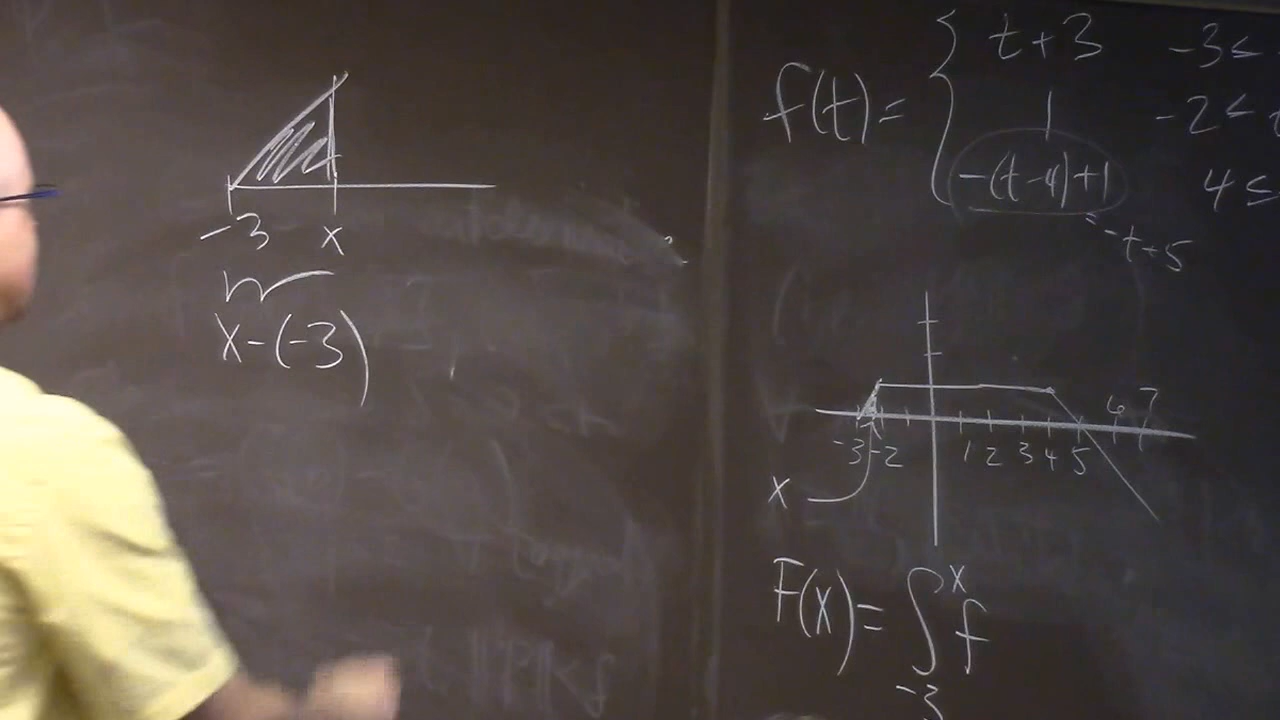 -3 x
x-(-3)
f(t)= { t+3 -3≤
1 -2≤
-(t-4)+1 4≤
=-t+5
6 7
-3 -2 1 2 3 4 5
x
F(x)= ∫ x -3 f